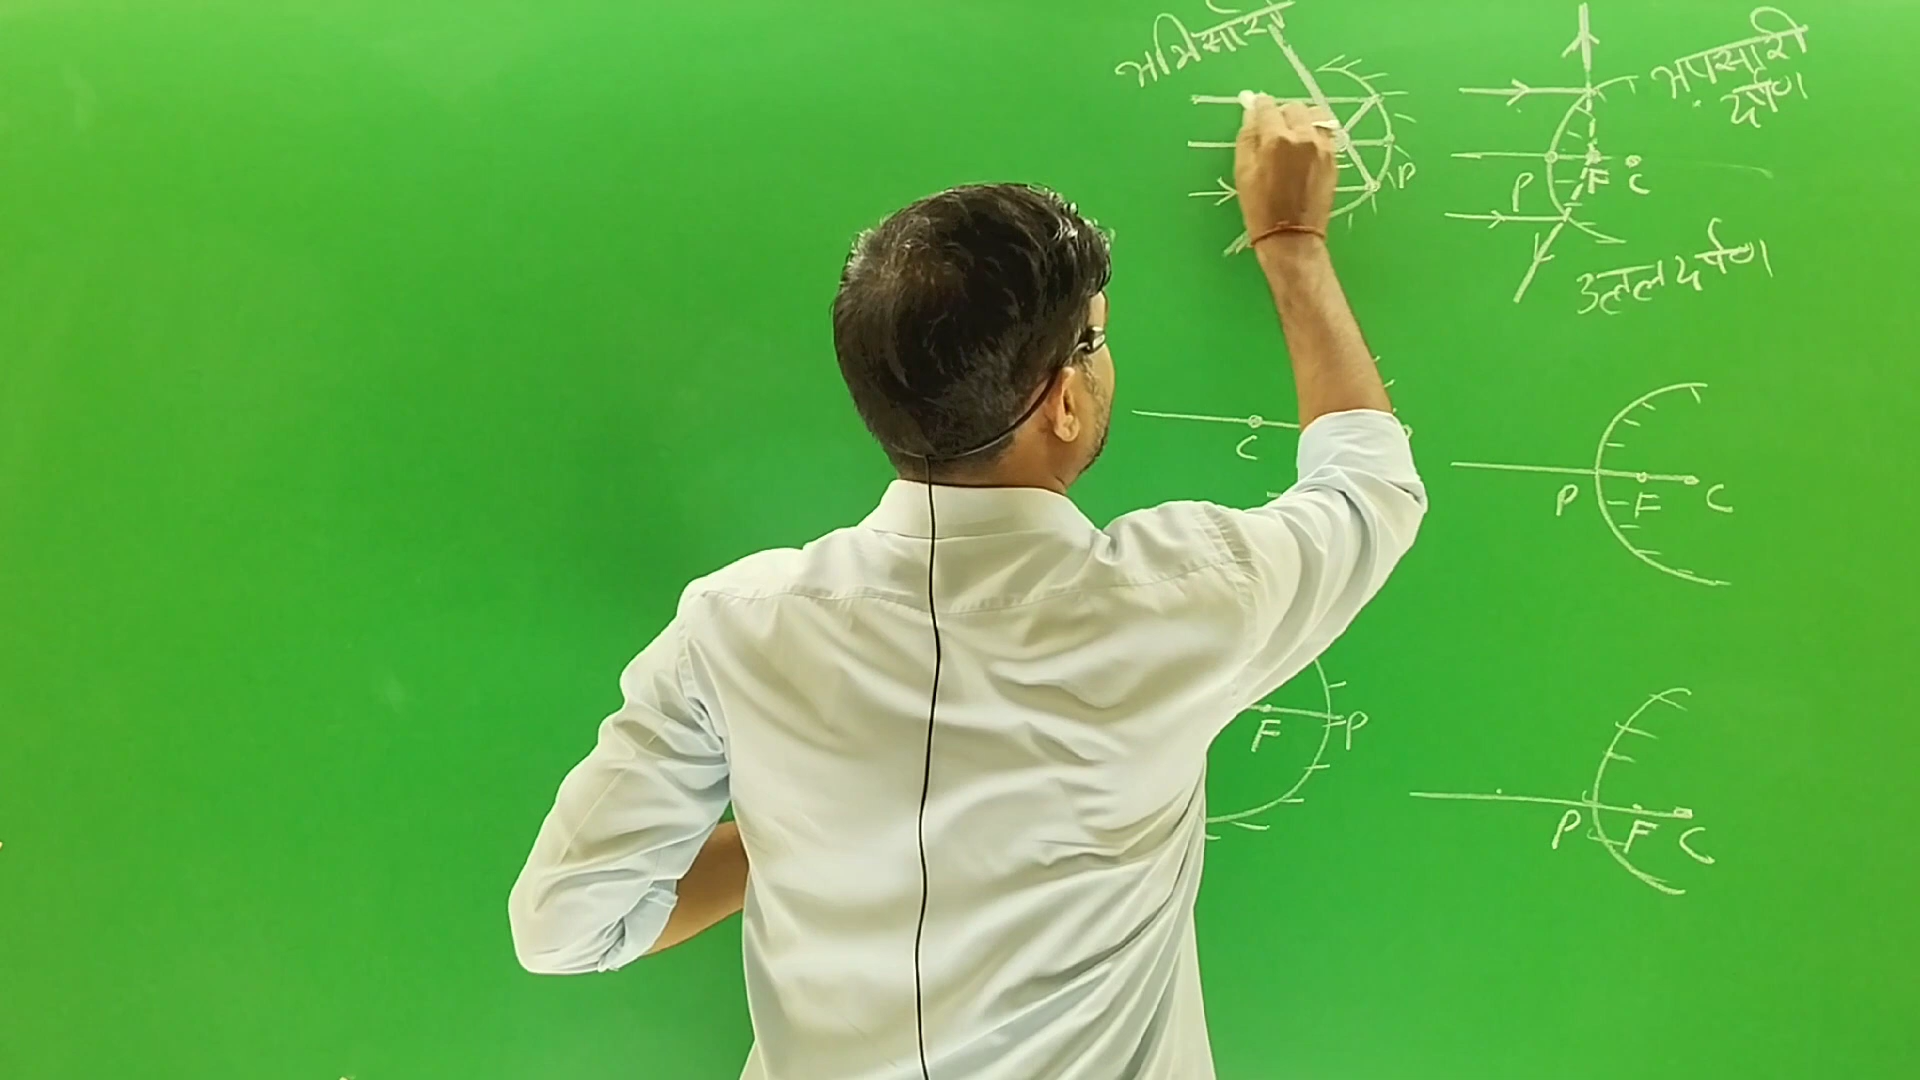 अभिसारी
अपसारी
दर्पण
P
P F C
उत्तल दर्पण
C
P F C
F P
P F C